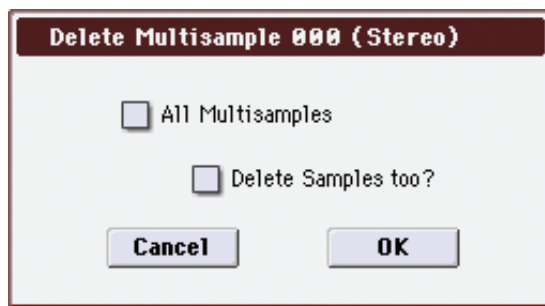 Delete Multisample 000 (Stereo)
All Multisamples
Delete Samples too?
Cancel OK